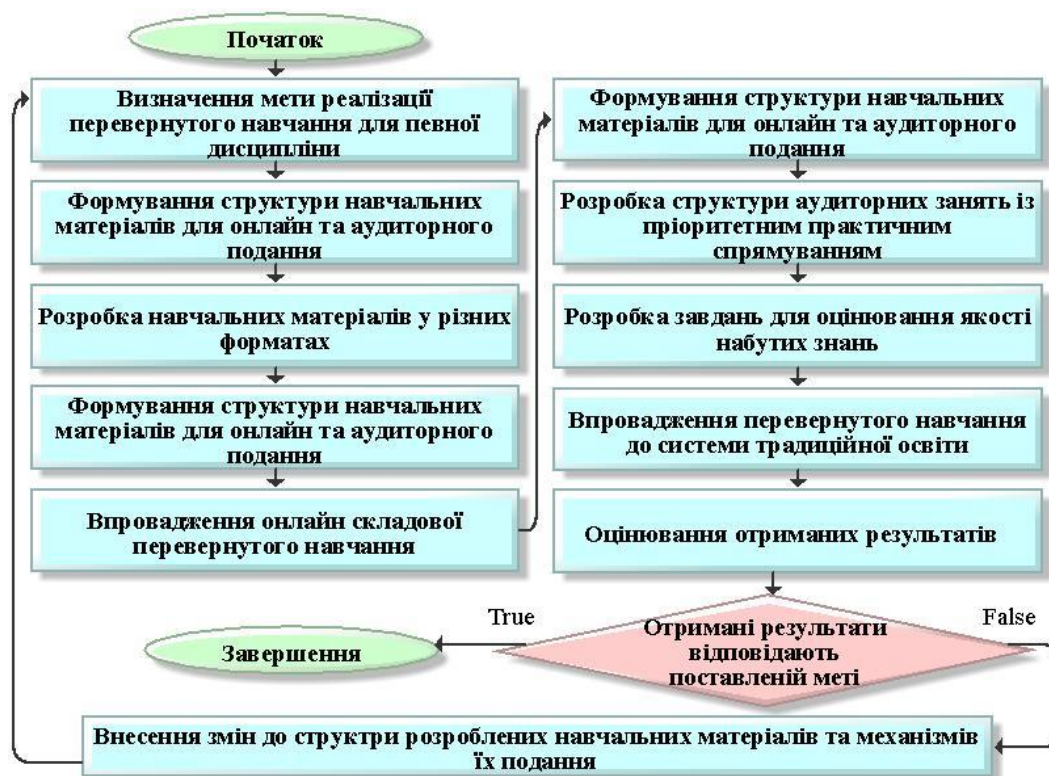 Початок
Визначення мети реалізації
перевернутого навчання для певної
дисципліни
Формування структури навчальних
матеріалів для онлайн та аудиторного
подання
Розробка навчальних матеріалів у різних
форматах
Формування структури навчальних
матеріалів для онлайн та аудиторного
подання
Впровадження онлайн складової
перевернутого навчання
Формування структури навчальних
матеріалів для онлайн та аудиторного
подання
Розробка структури аудиторних занять із
пріоритетним практичним
спрямуванням
Розробка завдань для оцінювання якості
набутих знань
Впровадження перевернутого навчання
до системи традиційної освіти
Оцінювання отриманих результатів
True
False
Отримані результати
відповідають
поставленій меті
Завершення
Внесення змін до структри розроблених навчальних матеріалів та механізмів
їх подання